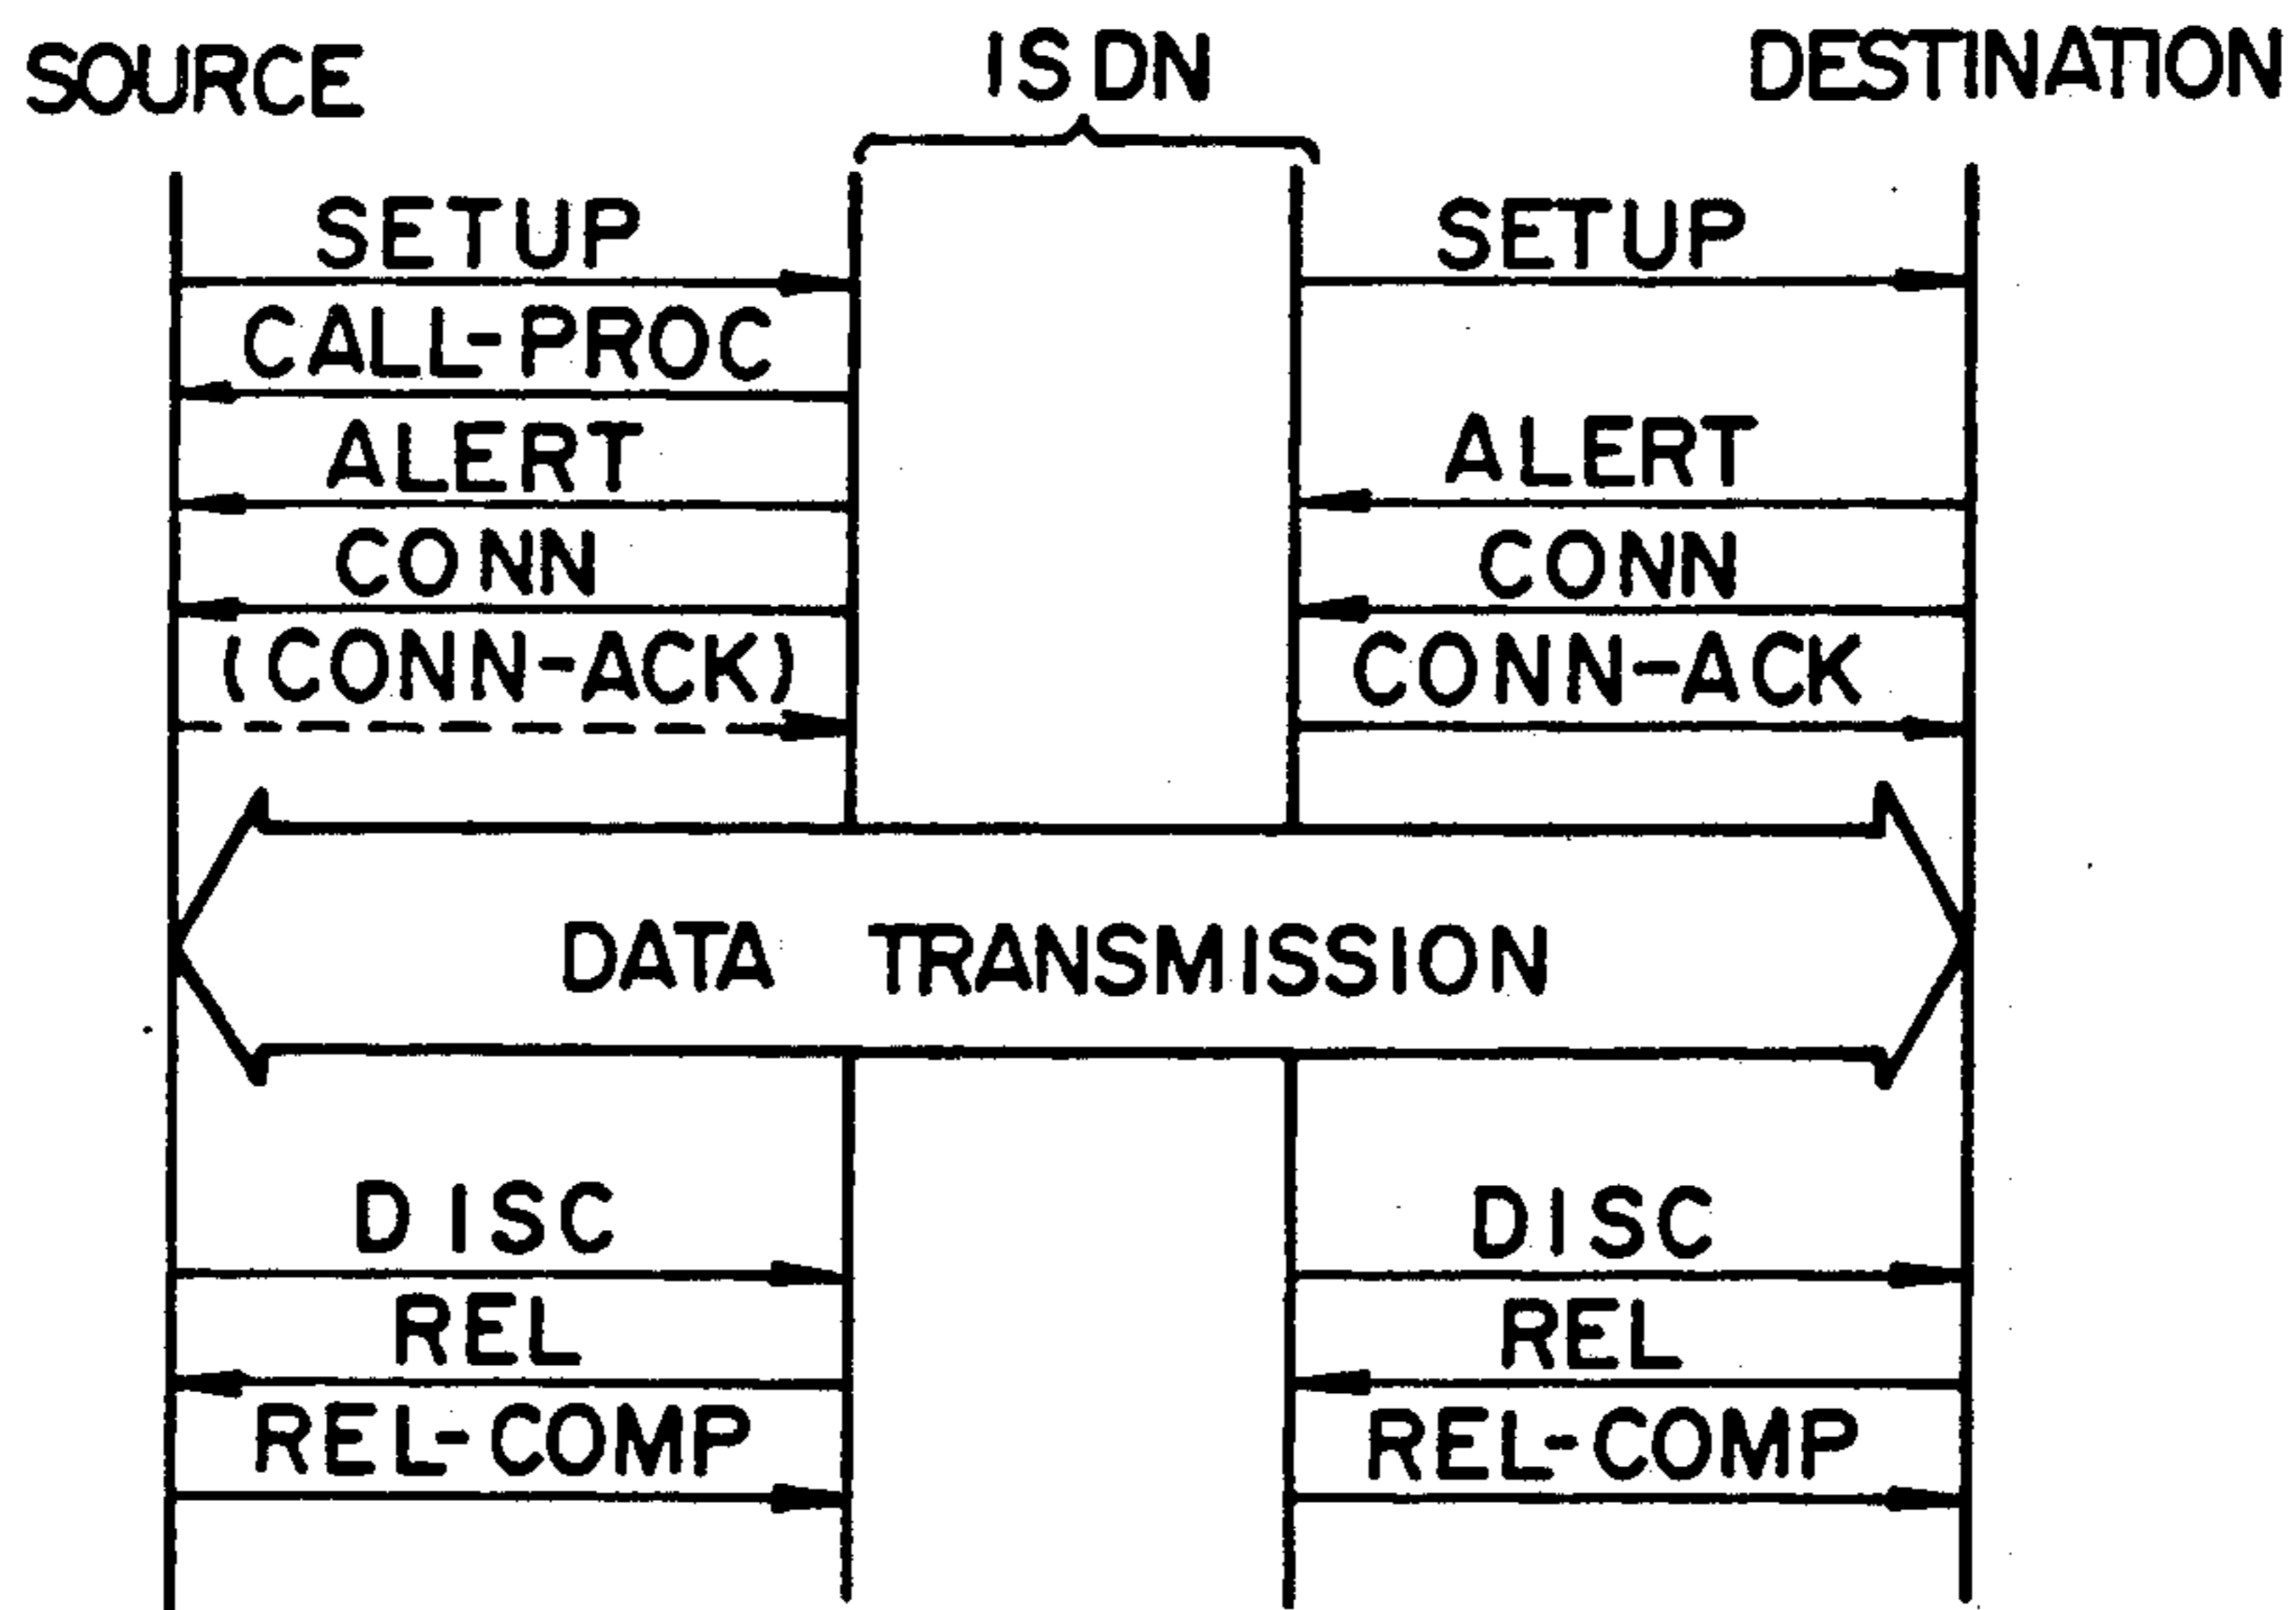 SOURCE
ISDN
DESTINATION
SETUP
SETUP
CALL-PROC
ALERT
ALERT
CONN
CONN
(CONN-ACK)
CONN-ACK
DATA TRANSMISSION
DISC
DISC
REL
REL
REL-COMP
REL-COMP